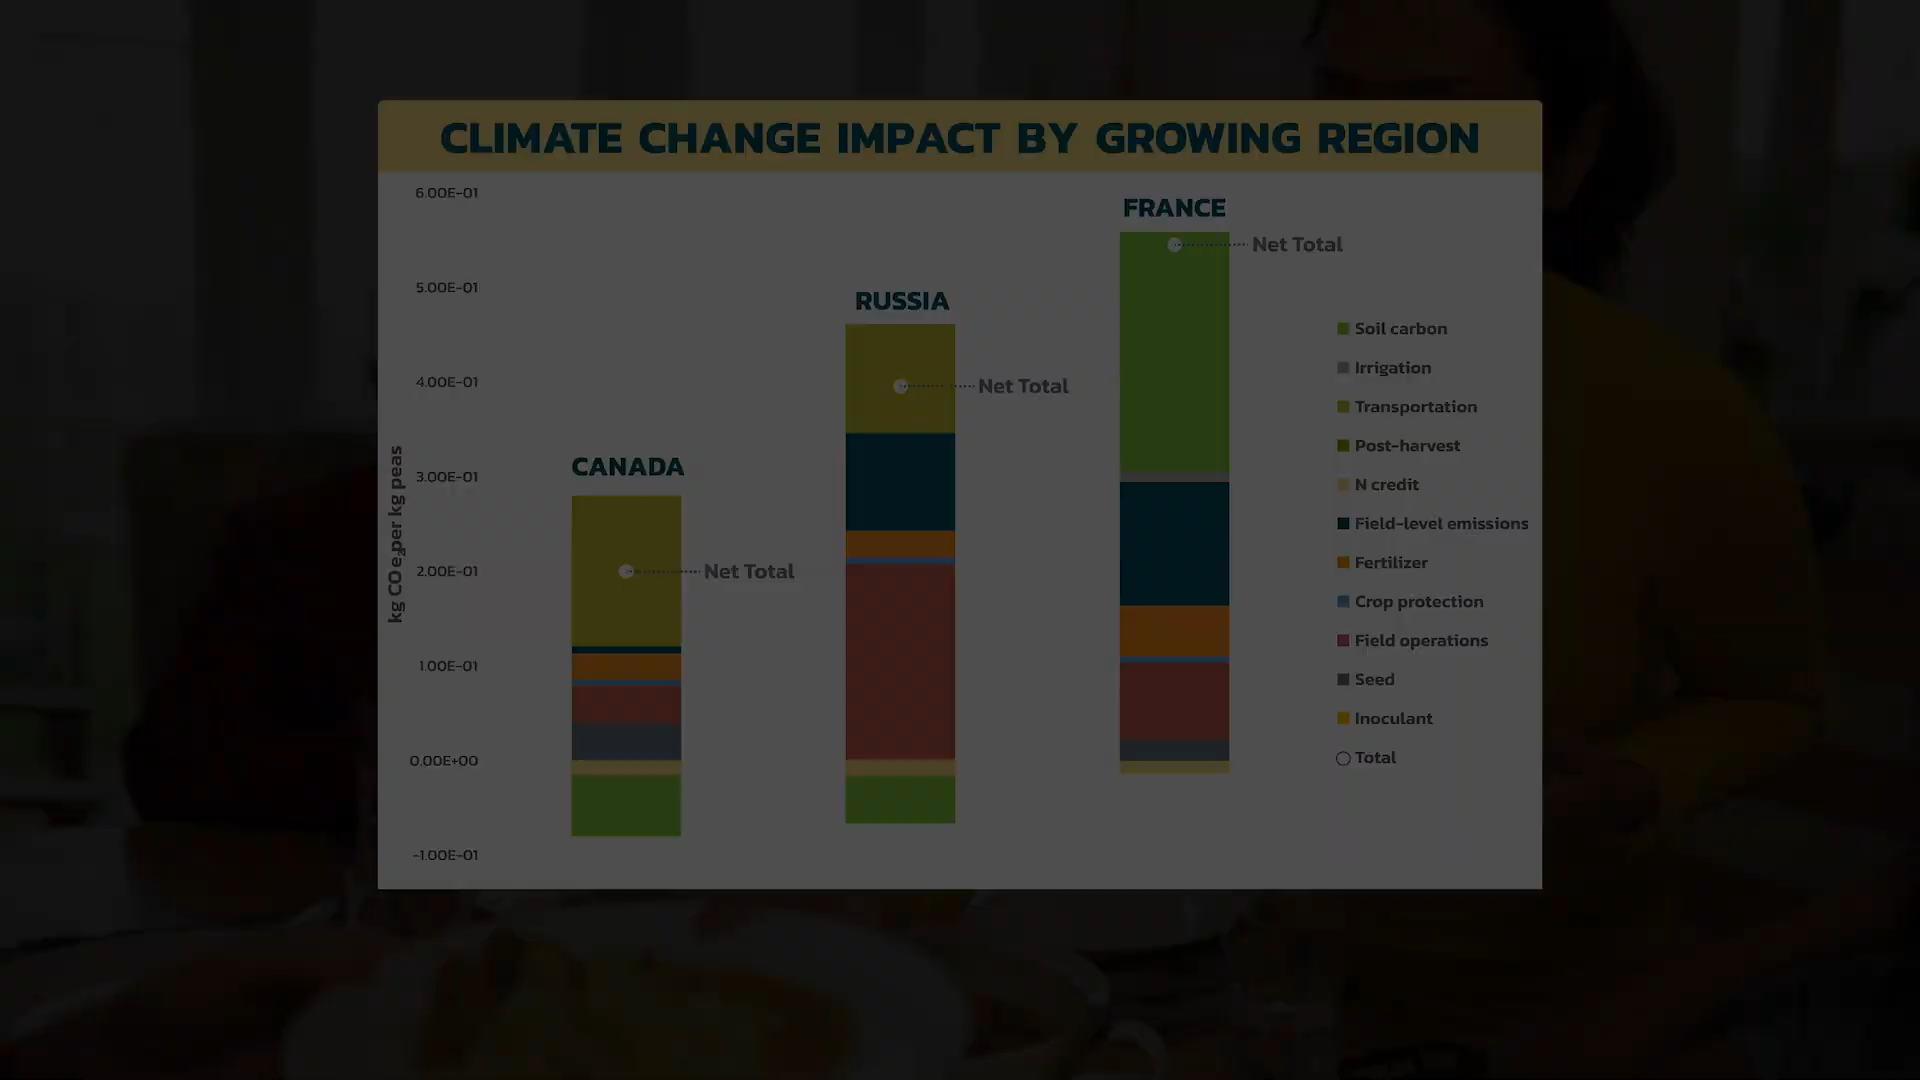 CLIMATE CHANGE IMPACT BY GROWING REGION
6.00E-01
5.00E-01
4.00E-01
3.00E-01
2.00E-01
1.00E-01
0.00E+00
-1.00E-01
kg CO₂e per kg peas
CANADA
Net Total
RUSSIA
Net Total
FRANCE
Net Total
Soil carbon
Irrigation
Transportation
Post-harvest
N credit
Field-level emissions
Fertilizer
Crop protection
Field operations
Seed
Inoculant
Total